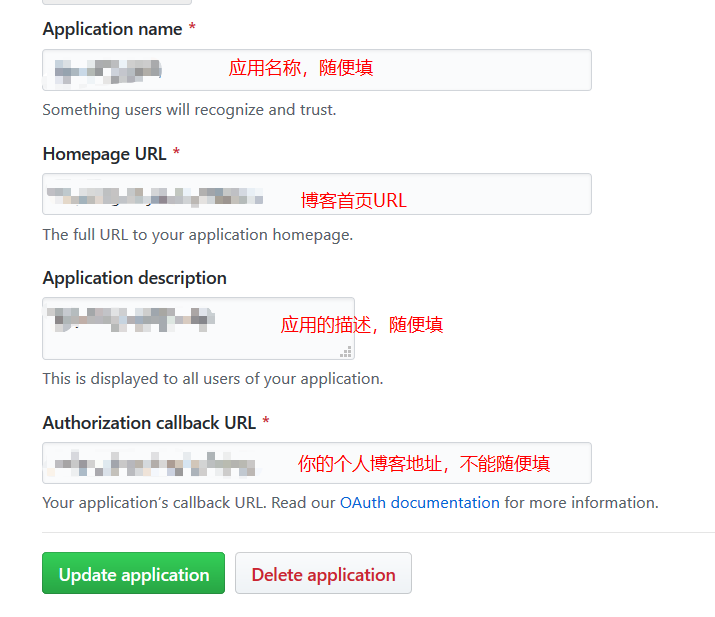 Application name *
应用名称，随便填
Something users will recognize and trust.
Homepage URL *
博客首页URL
The full URL to your application homepage.
Application description
应用的描述，随便填
This is displayed to all users of your application.
Authorization callback URL *
你的个人博客地址，不能随便填
Your application’s callback URL. Read our OAuth documentation for more information.
Update application
Delete application